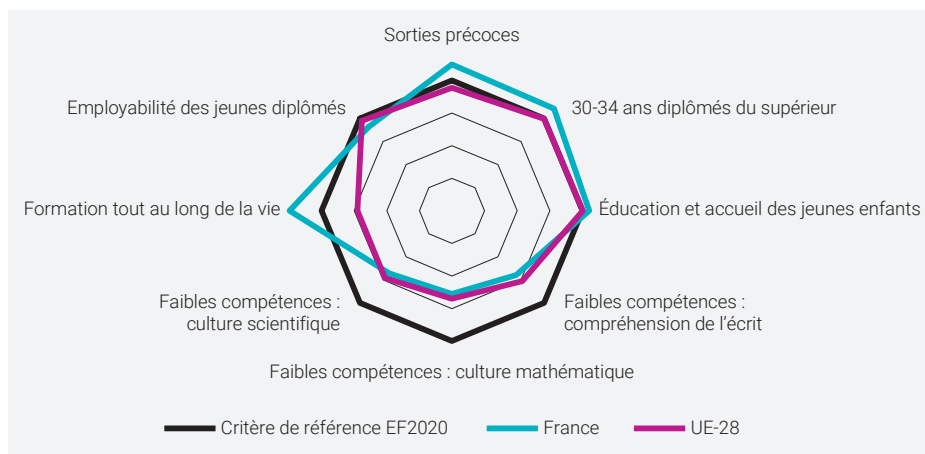 Sorties précoces
Employabilité des jeunes diplômés
30-34 ans diplômés du supérieur
Formation tout au long de la vie
Éducation et accueil des jeunes enfants
Faibles compétences :
culture scientifique
Faibles compétences :
compréhension de l'écrit
Faibles compétences : culture mathématique
Critère de référence EF2020
France
UE-28